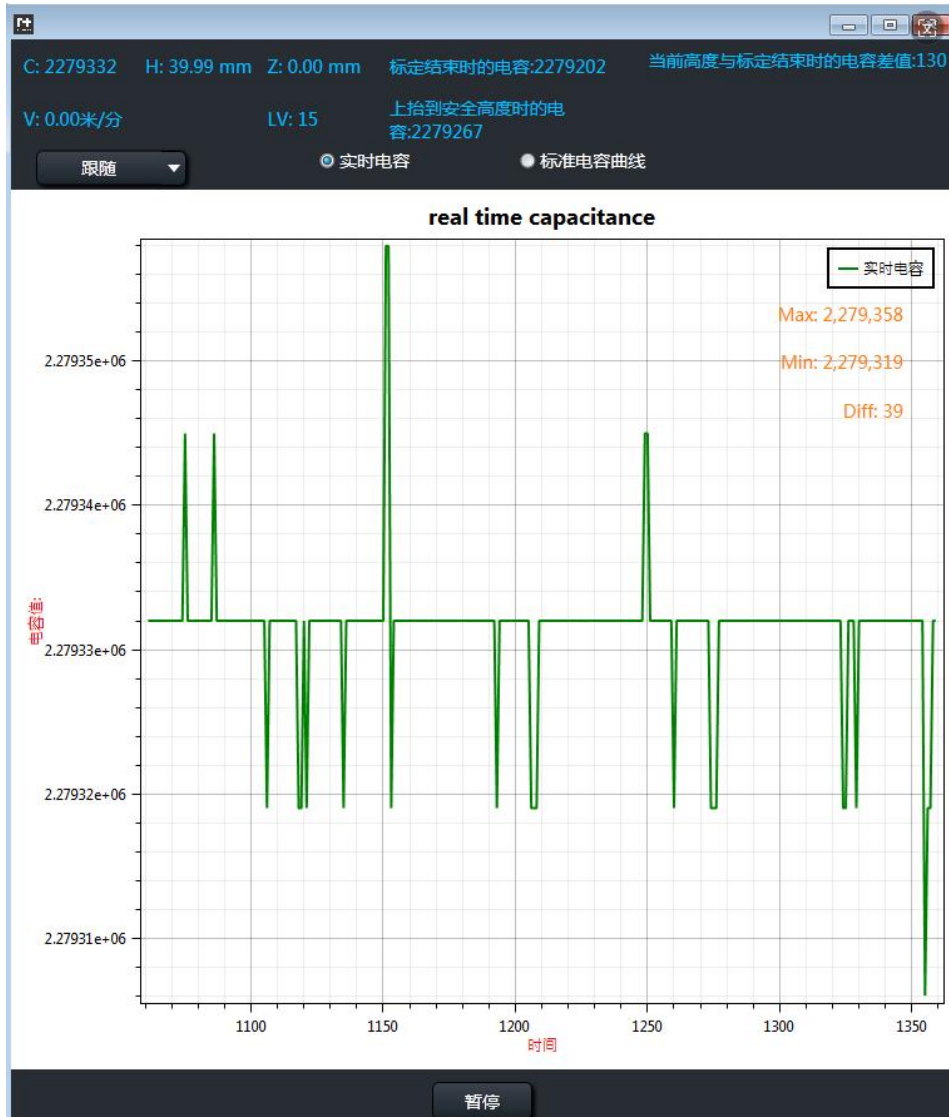 C: 2279332 H: 39.99 mm Z: 0.00 mm 标定结束时的电容:2279202 当前高度与标定结束时的电容差值:130
V: 0.00米/分 LV: 15 上抬到安全高度时的电
容:2279267
跟随 实时电容 标准电容曲线
real time capacitance
实时电容
Max: 2,279,358
Min: 2,279,319
Diff: 39
2.27935e+06
2.27934e+06
2.27933e+06
2.27932e+06
2.27931e+06
电容值:
1100 1150 1200 1250 1300 1350
时间
暂停